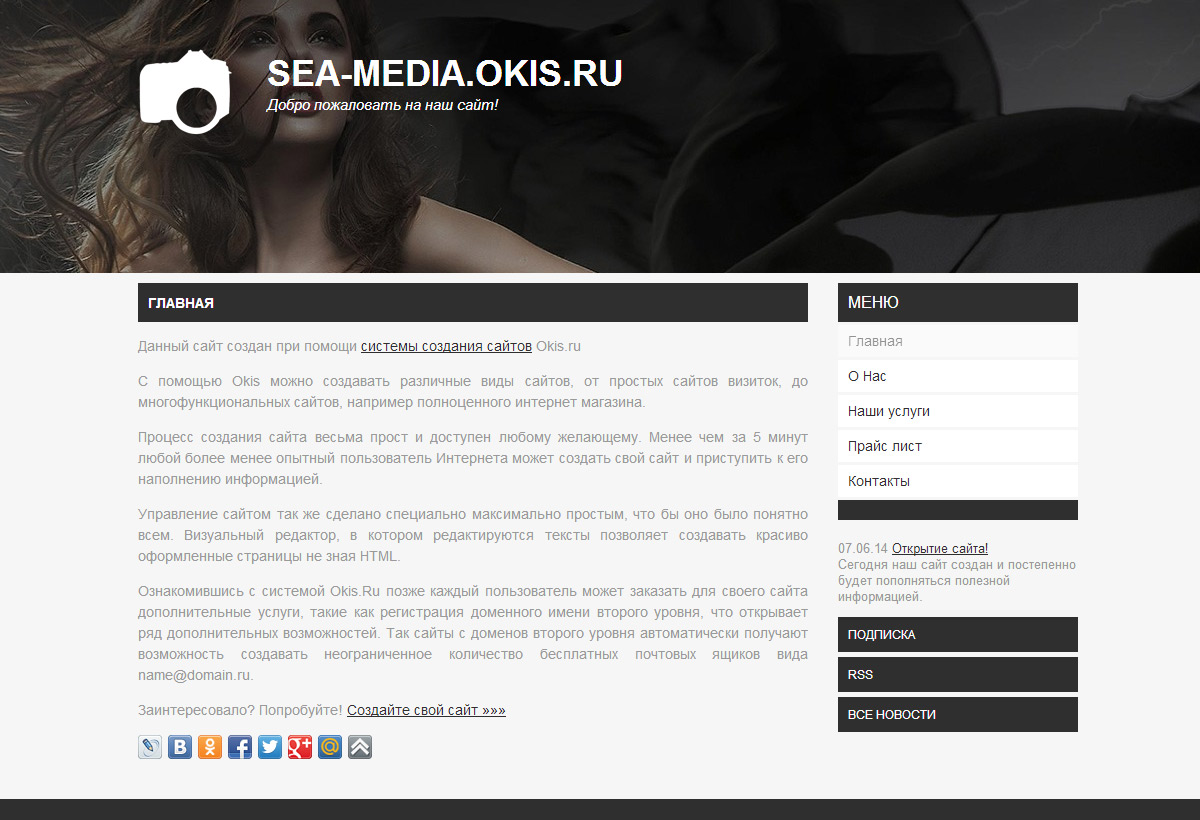 SEA-MEDIA.OKIS.RU
Добро пожаловать на наш сайт!
ГЛАВНАЯ
Данный сайт создан при помощи системы создания сайтов Okis.ru
С помощью Okis можно создавать различные виды сайтов, от простых сайтов визиток, до
многофункциональных сайтов, например полноценного интернет магазина.
Процесс создания сайта весьма прост и доступен любому желающему. Менее чем за 5 минут
любой более менее опытный пользователь Интернета может создать свой сайт и приступить к его
наполнению информацией.
Управление сайтом так же сделано специально максимально простым, что бы оно было понятно
всем. Визуальный редактор, в котором редактируются тексты позволяет создавать красиво
оформленные страницы не зная HTML.
Ознакомившись с системой Okis.Ru позже каждый пользователь может заказать для своего сайта
дополнительные услуги, такие как регистрация доменного имени второго уровня, что открывает
ряд дополнительных возможностей. Так сайты с доменов второго уровня автоматически получают
возможность создавать неограниченное количество бесплатных почтовых ящиков вида
name@domain.ru.
Заинтересовало? Попробуйте! Создайте свой сайт »»»
МЕНЮ
Главная
О Нас
Наши услуги
Прайс лист
Контакты
07.06.14 Открытие сайта!
Сегодня наш сайт создан и постепенно
будет пополняться полезной
информацией.
ПОДПИСКА
RSS
ВСЕ НОВОСТИ